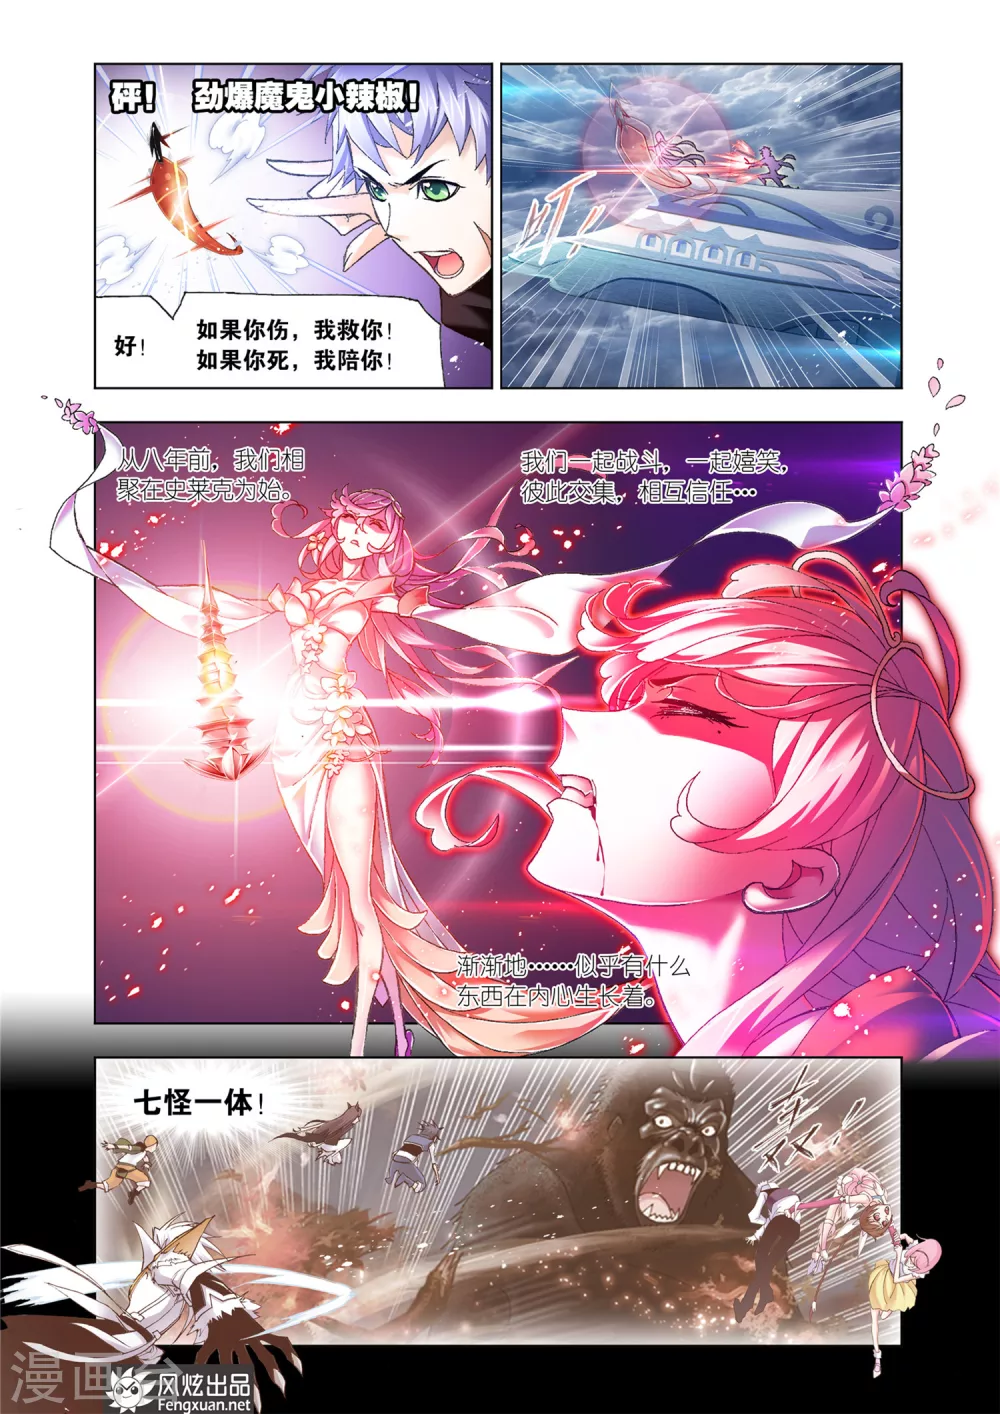 砰！ 劲爆魔鬼小辣椒！
好！
如果你伤，我救你！
如果你死，我陪你！
叮!!
从八年前，我们相
聚在史莱克为始。
我们一起战斗，一起嬉笑，
彼此交集，相互信任···
渐渐地······似乎有什么
东西在内心生长着。
七怪一体！
漫画台
风炫出品
Fengxuan.net